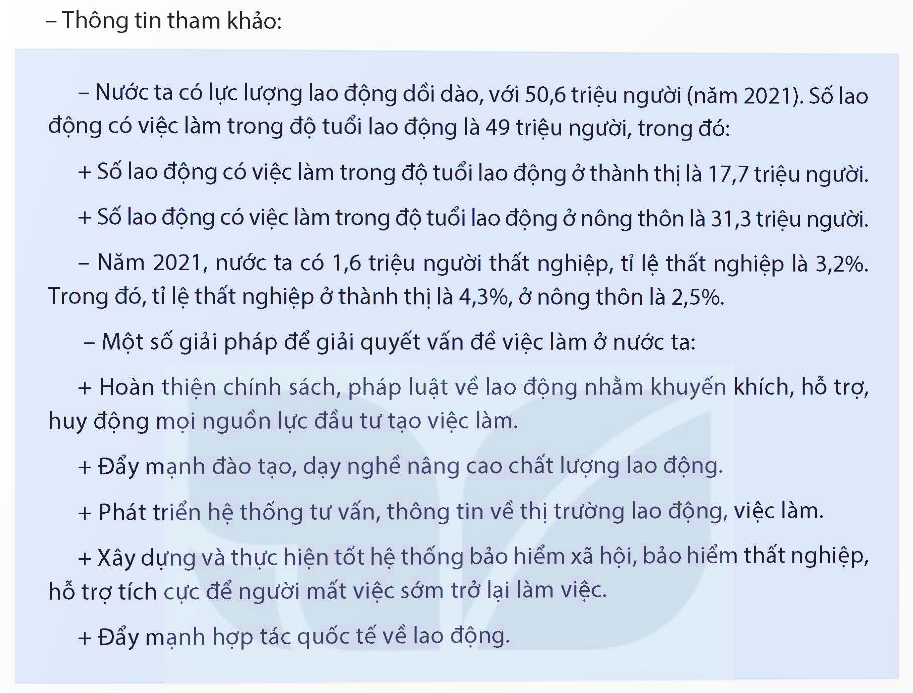 – Thông tin tham khảo:
– Nước ta có lực lượng lao động dồi dào, với 50,6 triệu người (năm 2021). Số lao
động có việc làm trong độ tuổi lao động là 49 triệu người, trong đó:
+ Số lao động có việc làm trong độ tuổi lao động ở thành thị là 17,7 triệu người.
+ Số lao động có việc làm trong độ tuổi lao động ở nông thôn là 31,3 triệu người.
– Năm 2021, nước ta có 1,6 triệu người thất nghiệp, tỉ lệ thất nghiệp là 3,2%.
Trong đó, tỉ lệ thất nghiệp ở thành thị là 4,3%, ở nông thôn là 2,5%.
– Một số giải pháp để giải quyết vấn đề việc làm ở nước ta:
+ Hoàn thiện chính sách, pháp luật về lao động nhằm khuyến khích, hỗ trợ,
huy động mọi nguồn lực đầu tư tạo việc làm.
+ Đẩy mạnh đào tạo, dạy nghề nâng cao chất lượng lao động.
+ Phát triển hệ thống tư vấn, thông tin về thị trường lao động, việc làm.
+ Xây dựng và thực hiện tốt hệ thống bảo hiểm xã hội, bảo hiểm thất nghiệp,
hỗ trợ tích cực để người mất việc sớm trở lại làm việc.
+ Đẩy mạnh hợp tác quốc tế về lao động.